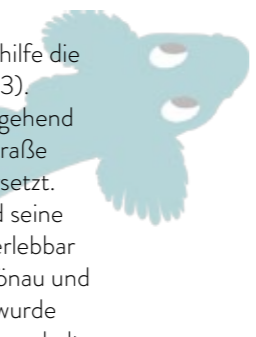 hilfe die
3).
gehend
raße
setzt.
d seine
erlebbar
önau und
wurde